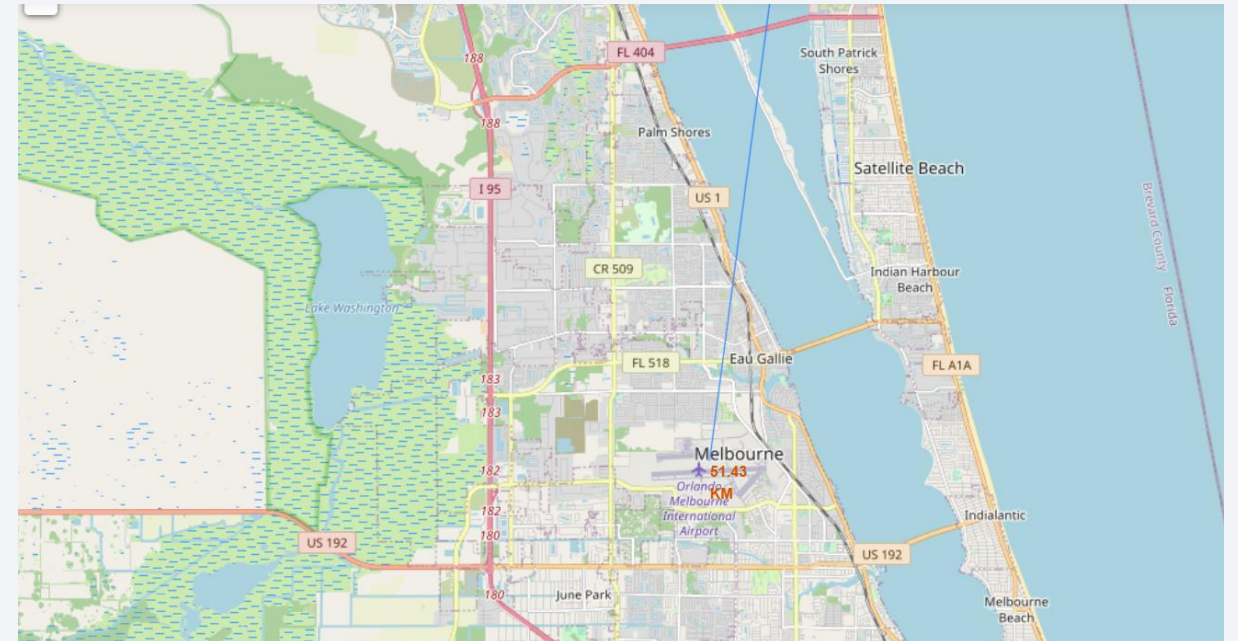 188
FL 404
South Patrick
Shores
188
Palm Shores
Satellite Beach
I 95
US 1
Brevard County
Florida
CR 509
Indian Harbour
Beach
Lake Washington
FL 518
Eau Gallie
FL A1A
183
183
Melbourne
182
51.43
KM
Orlando
Melbourne
International
Airport
182
Indialantic
180
US 192
US 192
180
June Park
Melbourne
Beach